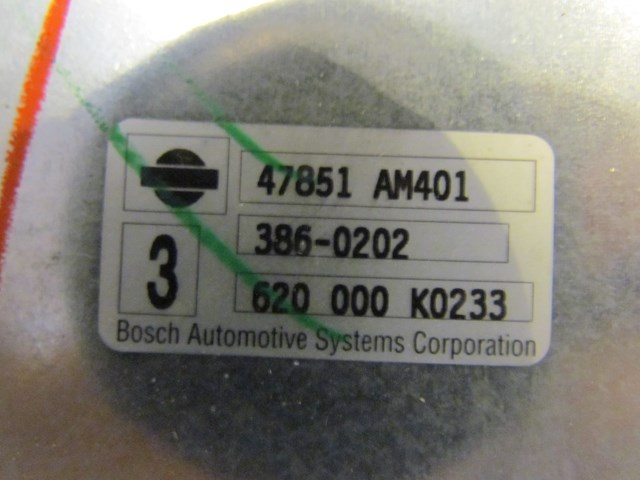 47851 AM401
386-0202
3
620 000 K0233
Bosch Automotive Systems Corporation